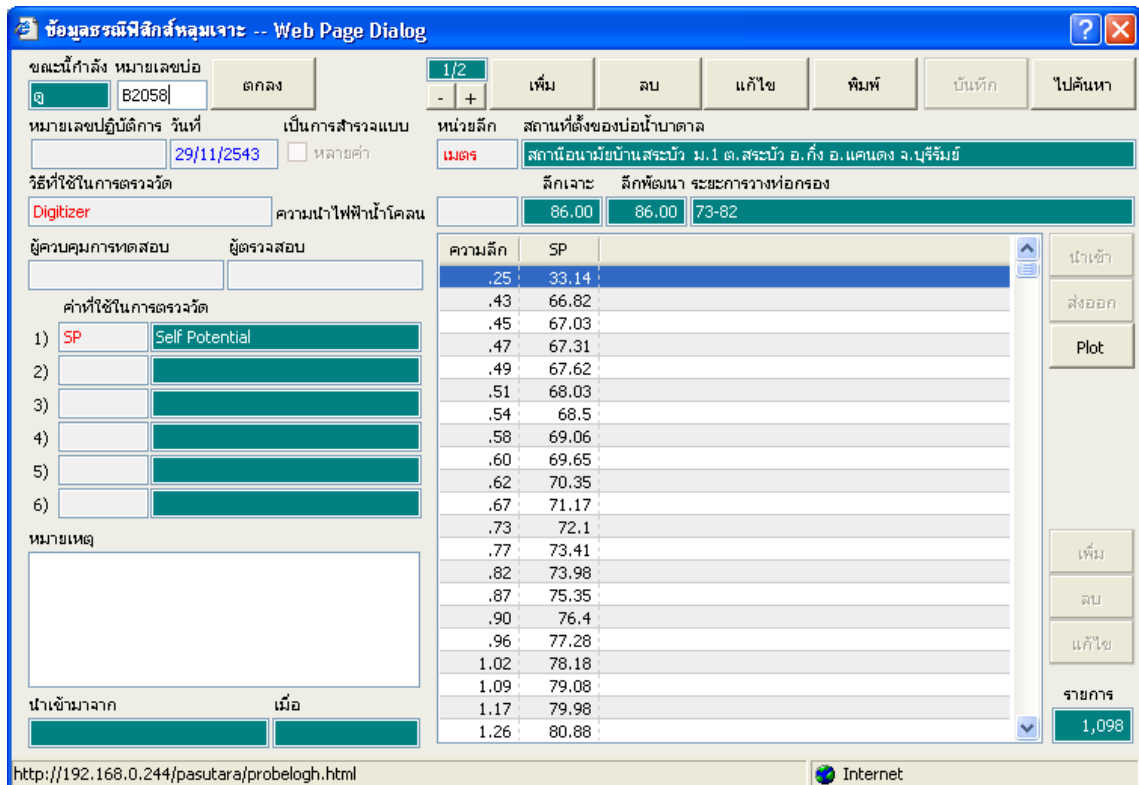 ข้อมูลธรณีฟิสิกส์หลุมเจาะ -- Web Page Dialog
ขณะนี้กำลัง หมายเลขบ่อ
ดู B2058 ตกลง 1/2 - + เพิ่ม ลบ แก้ไข พิมพ์ บันทึก ไปค้นหา
หมายเลขปฏิบัติการ วันที่ เป็นการสำรวจแบบ หน่วยลึก สถานที่ตั้งของบ่อน้ำบาดาล
29/11/2543 หลายค่า เมตร สถานีอนามัยบ้านสระบัว ม.1 ต.สระบัว อ.กิ่ง อ.แคนดง จ.บุรีรัมย์
วิธีที่ใช้ในการตรวจวัด ลึกเจาะ ลึกพัฒนา ระยะการวางท่อกรอง
Digitizer ความนำไฟฟ้าน้ำโคลน 86.00 86.00 73-82
ผู้ควบคุมการทดสอบ ผู้ตรวจสอบ
ค่าที่ใช้ในการตรวจวัด
1) SP Self Potential
2)
3)
4)
5)
6)
หมายเหตุ
นำเข้ามาจาก เมื่อ
ความลึก SP
.25 33.14
.43 66.82
.45 67.03
.47 67.31
.49 67.62
.51 68.03
.54 68.5
.58 69.06
.60 69.65
.62 70.35
.67 71.17
.73 72.1
.77 73.41
.82 73.98
.87 75.35
.90 76.4
.96 77.28
1.02 78.18
1.09 79.08
1.17 79.98
1.26 80.88
นำเข้า
ส่งออก
Plot
เพิ่ม
ลบ
แก้ไข
รายการ
1,098
http://192.168.0.244/pasutara/probelogh.html Internet